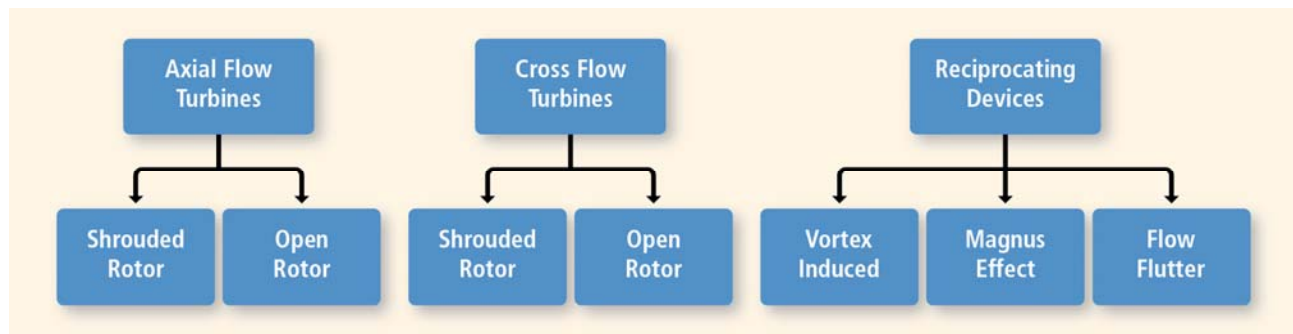 Axial Flow
Turbines
Cross Flow
Turbines
Reciprocating
Devices
Shrouded
Rotor
Open
Rotor
Shrouded
Rotor
Open
Rotor
Vortex
Induced
Magnus
Effect
Flow
Flutter